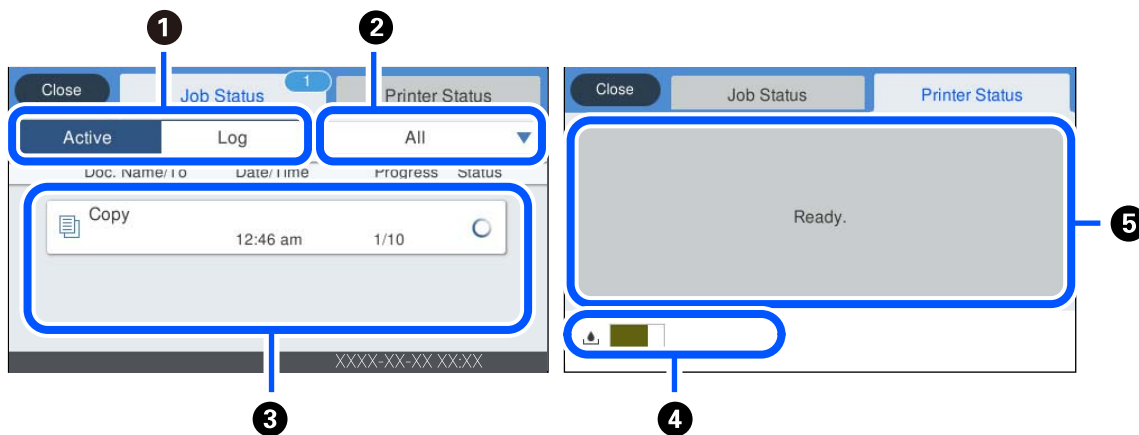 1 2
Close Job Status 1 Printer Status
Active Log All
Doc. Name/To Date/Time Progress Status
Copy
12:46 am 1/10
XXXX-XX-XX XX:XX
3
Close Job Status Printer Status
Ready.
5
4